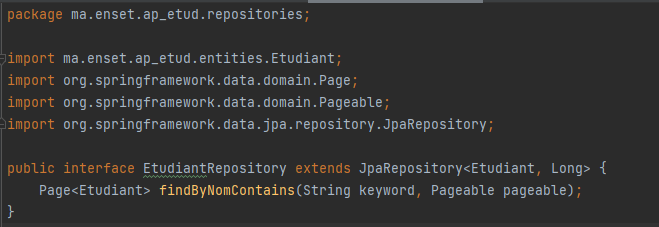 package ma.enset.ap_etud.repositories;
import ma.enset.ap_etud.entities.Etudiant;
import org.springframework.data.domain.Page;
import org.springframework.data.domain.Pageable;
import org.springframework.data.jpa.repository.JpaRepository;
public interface EtudiantRepository extends JpaRepository<Etudiant, Long> {
    Page<Etudiant> findByNomContains(String keyword, Pageable pageable);
}